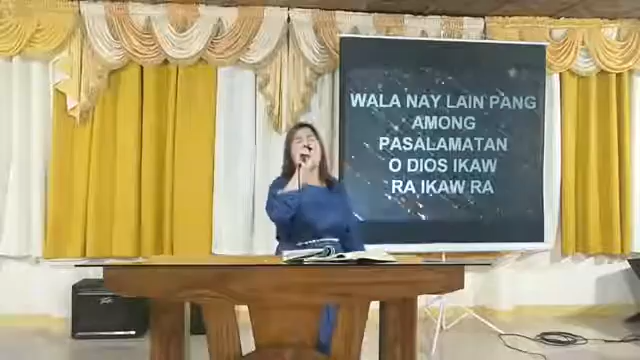 WALA NAY LAIN PANG
AMONG
PASALAMATAN
O DIOS IKAW
RA IKAW RA